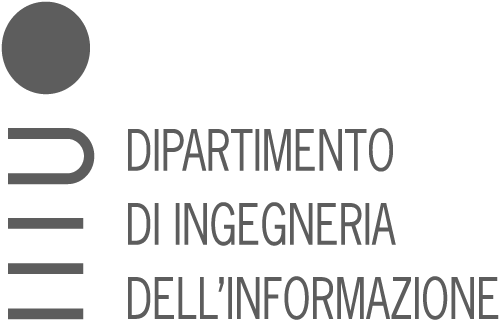 DIPARTIMENTO
DI INGEGNERIA
DELL'INFORMAZIONE